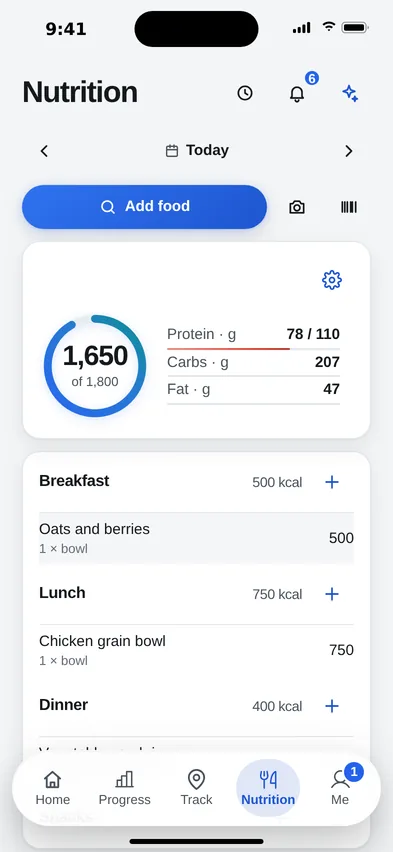 9:41
Nutrition
6
Today
Add food
1,650
of 1,800
Protein · g 78 / 110
Carbs · g 207
Fat · g 47
Breakfast 500 kcal
Oats and berries 500
1 × bowl
Lunch 750 kcal
Chicken grain bowl 750
1 × bowl
Dinner 400 kcal
Snacks
1
Home Progress Track Nutrition Me